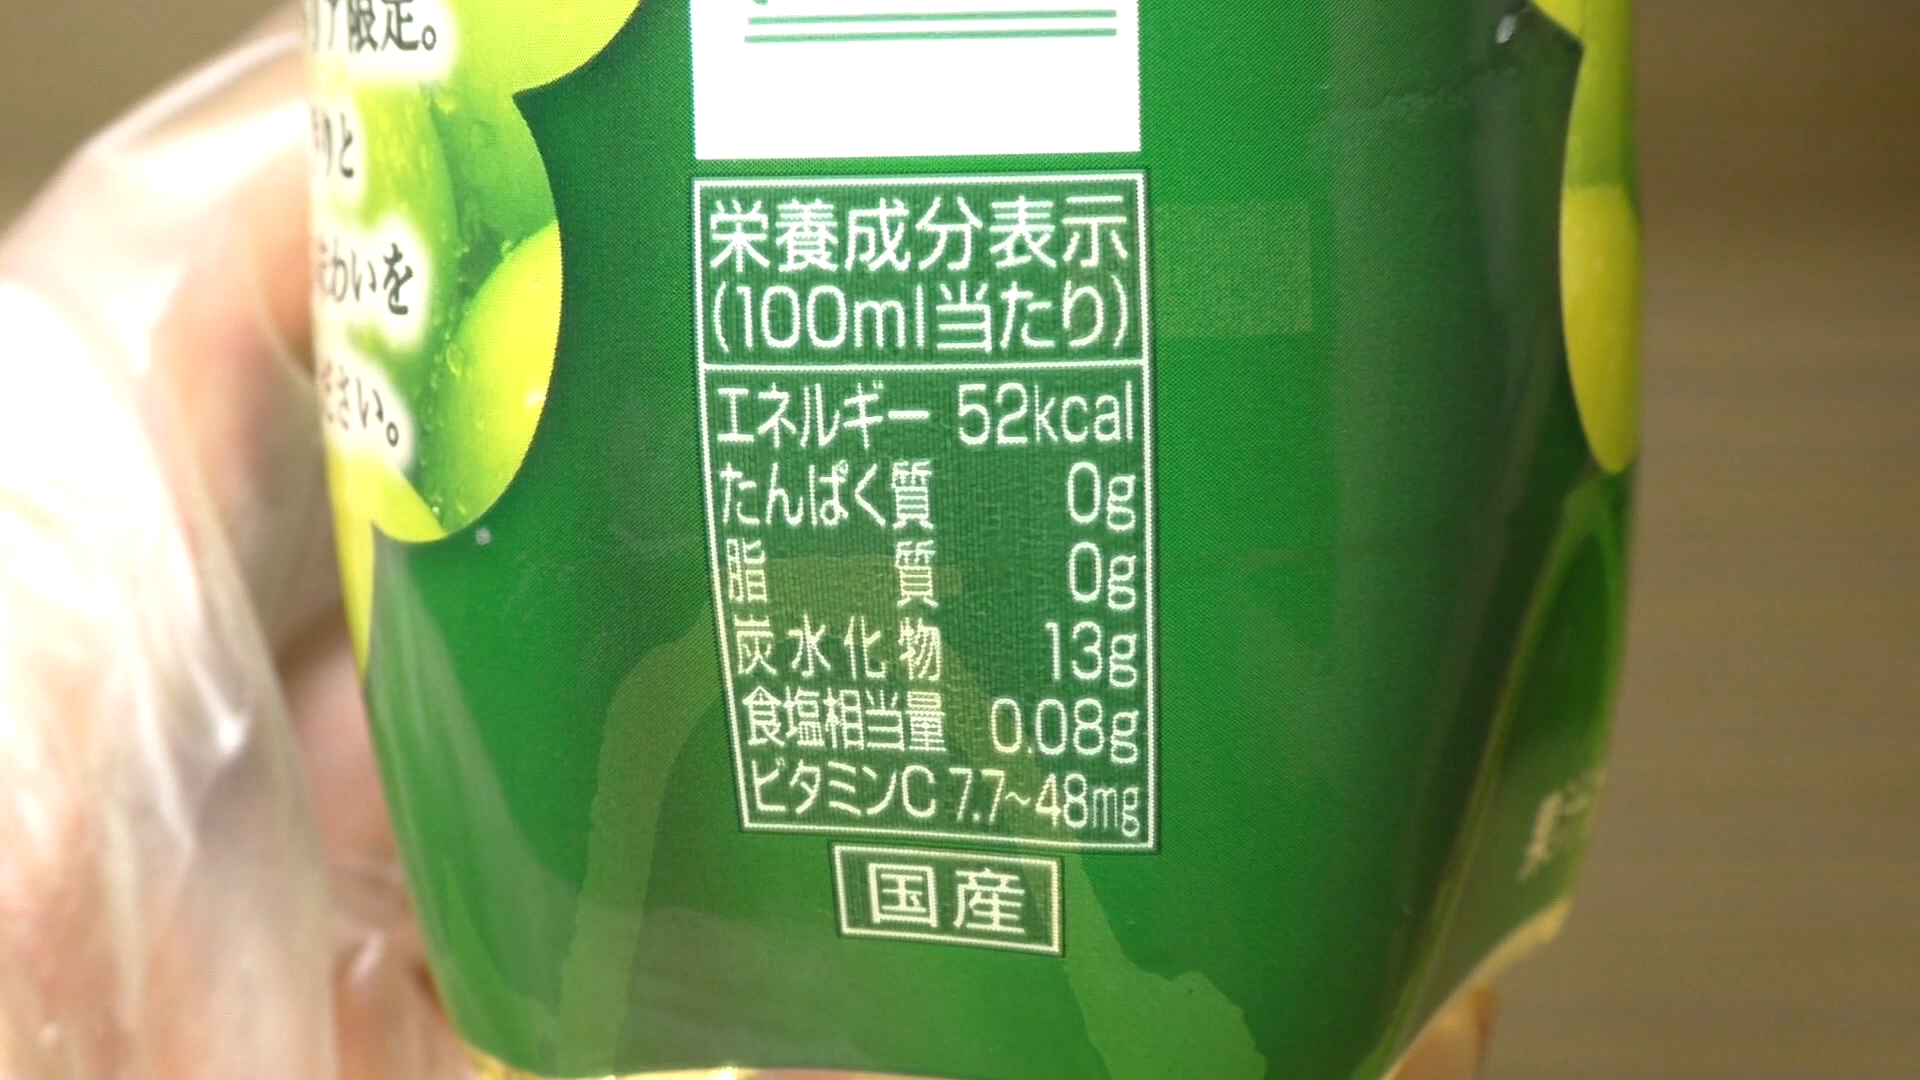 限定。
りと
味わいを
ださい。
栄養成分表示
(100ml当たり)
エネルギー 52kcal
たんぱく質 0g
脂質 0g
炭水化物 13g
食塩相当量 0.08g
ビタミンC 7.7~48mg
国産